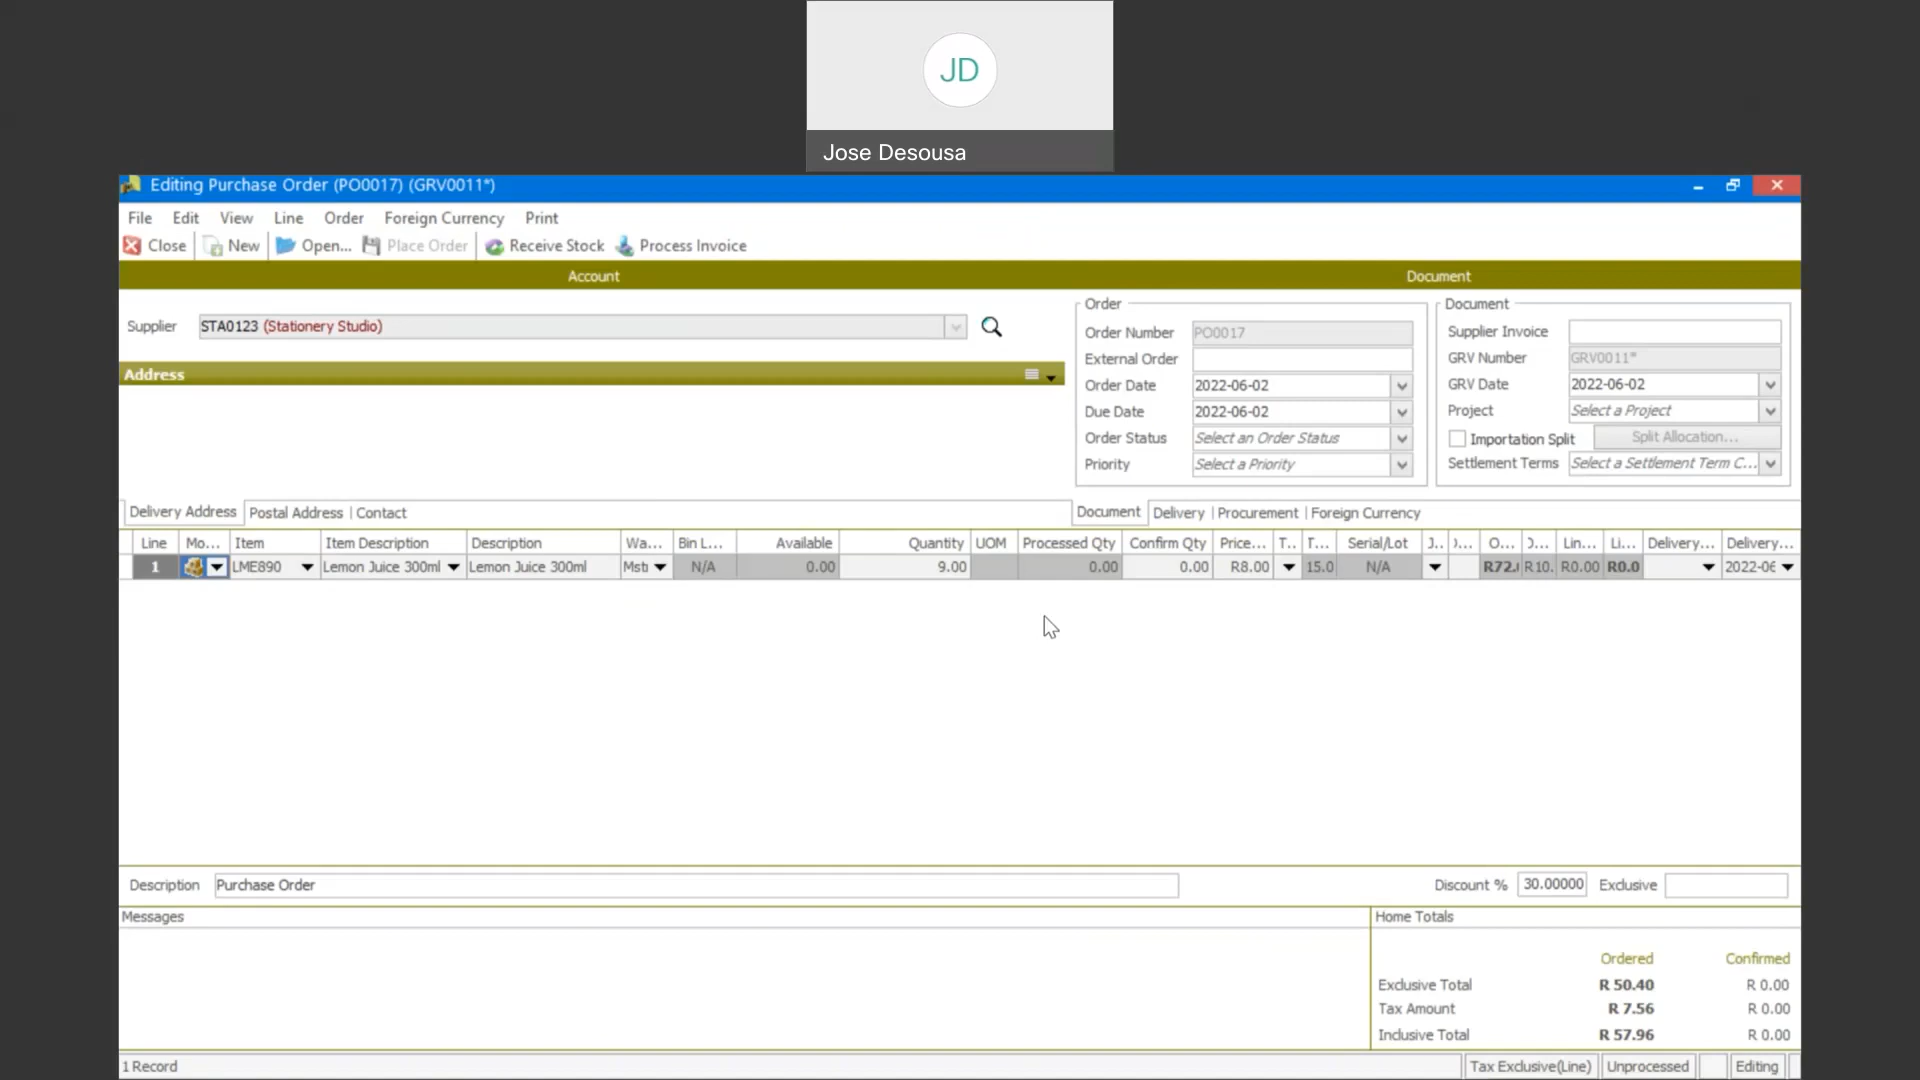 JD
Jose Desousa
Editing Purchase Order (PO0017) (GRV0011*)
File Edit View Line Order Foreign Currency Print
Close New Open... Place Order Receive Stock Process Invoice
Account Document
Supplier STA0123 (Stationery Studio)
Address
Order
Order Number PO0017
External Order
Order Date 2022-06-02
Due Date 2022-06-02
Order Status Select an Order Status
Priority Select a Priority
Document
Supplier Invoice
GRV Number GRV0011*
GRV Date 2022-06-02
Project Select a Project
Importation Split Split Allocation...
Settlement Terms Select a Settlement Term C...
Delivery Address Postal Address | Contact Document Delivery | Procurement | Foreign Currency
Line Mo... Item Item Description Description Wa... Bin L... Available Quantity UOM Processed Qty Confirm Qty Price... T... T... Serial/Lot J.. O... Lin... Li... Delivery... Delivery...
1 LME890 Lemon Juice 300ml Lemon Juice 300ml N/A 0.00 9.00 0.00 0.00 R8.00 15.0 N/A R72. R10. R0.00 R0.0 2022-06
Description Purchase Order Discount % 30.00000 Exclusive
Messages Home Totals
Ordered Confirmed
Exclusive Total R 50.40 R 0.00
Tax Amount R 7.56 R 0.00
Inclusive Total R 57.96 R 0.00
1 Record Tax Exclusive(Line) Unprocessed Editing